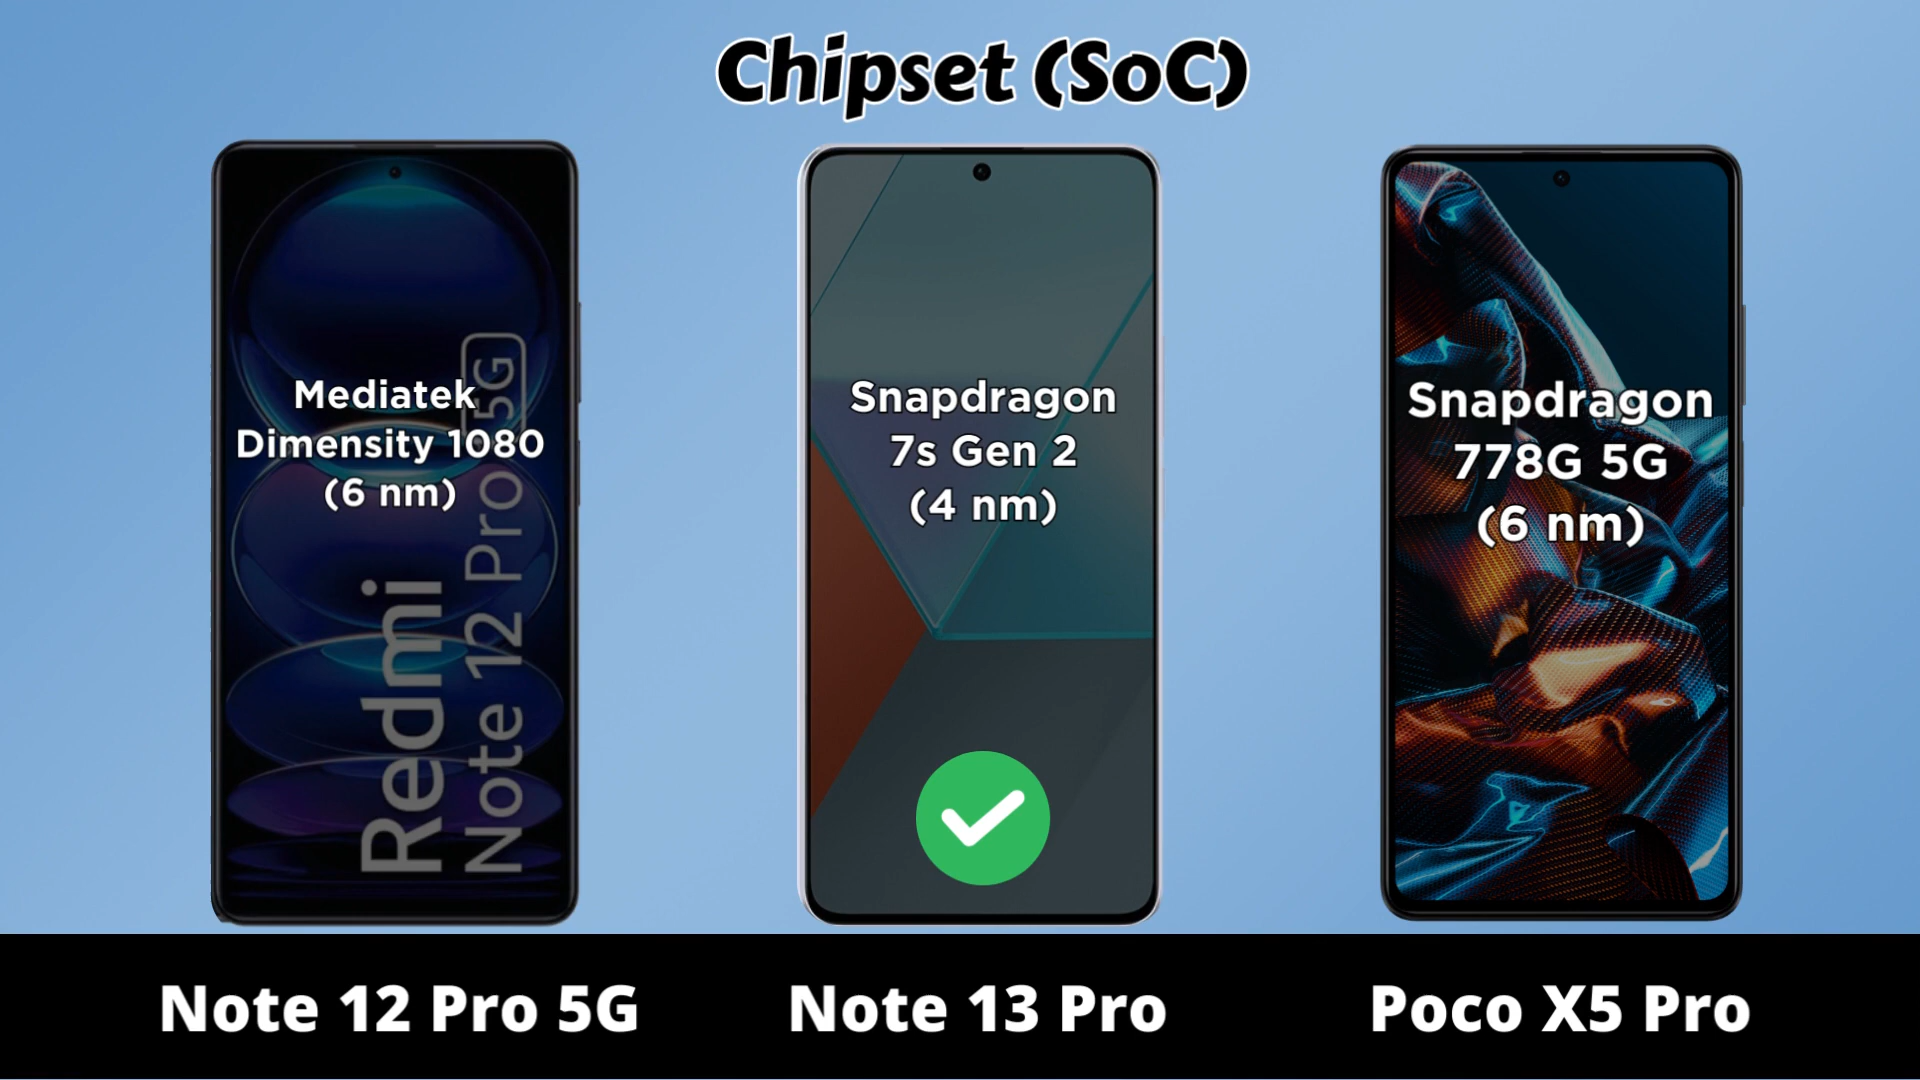 Chipset (SoC)
Mediatek
Dimensity 1080
(6 nm)
Redmi
Note 12 Pro 5G
Snapdragon
7s Gen 2
(4 nm)
Snapdragon
778G 5G
(6 nm)
Note 12 Pro 5G
Note 13 Pro
Poco X5 Pro